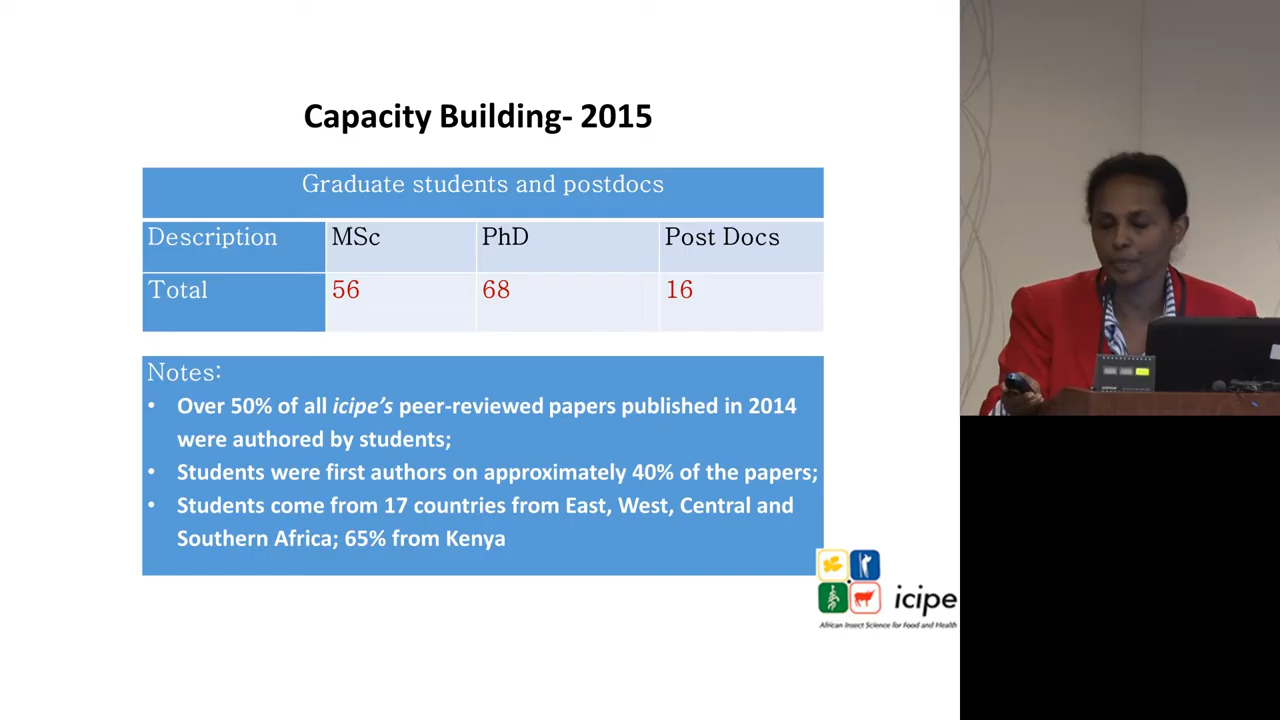 Capacity Building- 2015
Graduate students and postdocs
Description MSc PhD Post Docs
Total 56 68 16
Notes:
• Over 50% of all icipe’s peer-reviewed papers published in 2014
were authored by students;
• Students were first authors on approximately 40% of the papers;
• Students come from 17 countries from East, West, Central and
Southern Africa; 65% from Kenya
icipe
African Insect Science for Food and Health